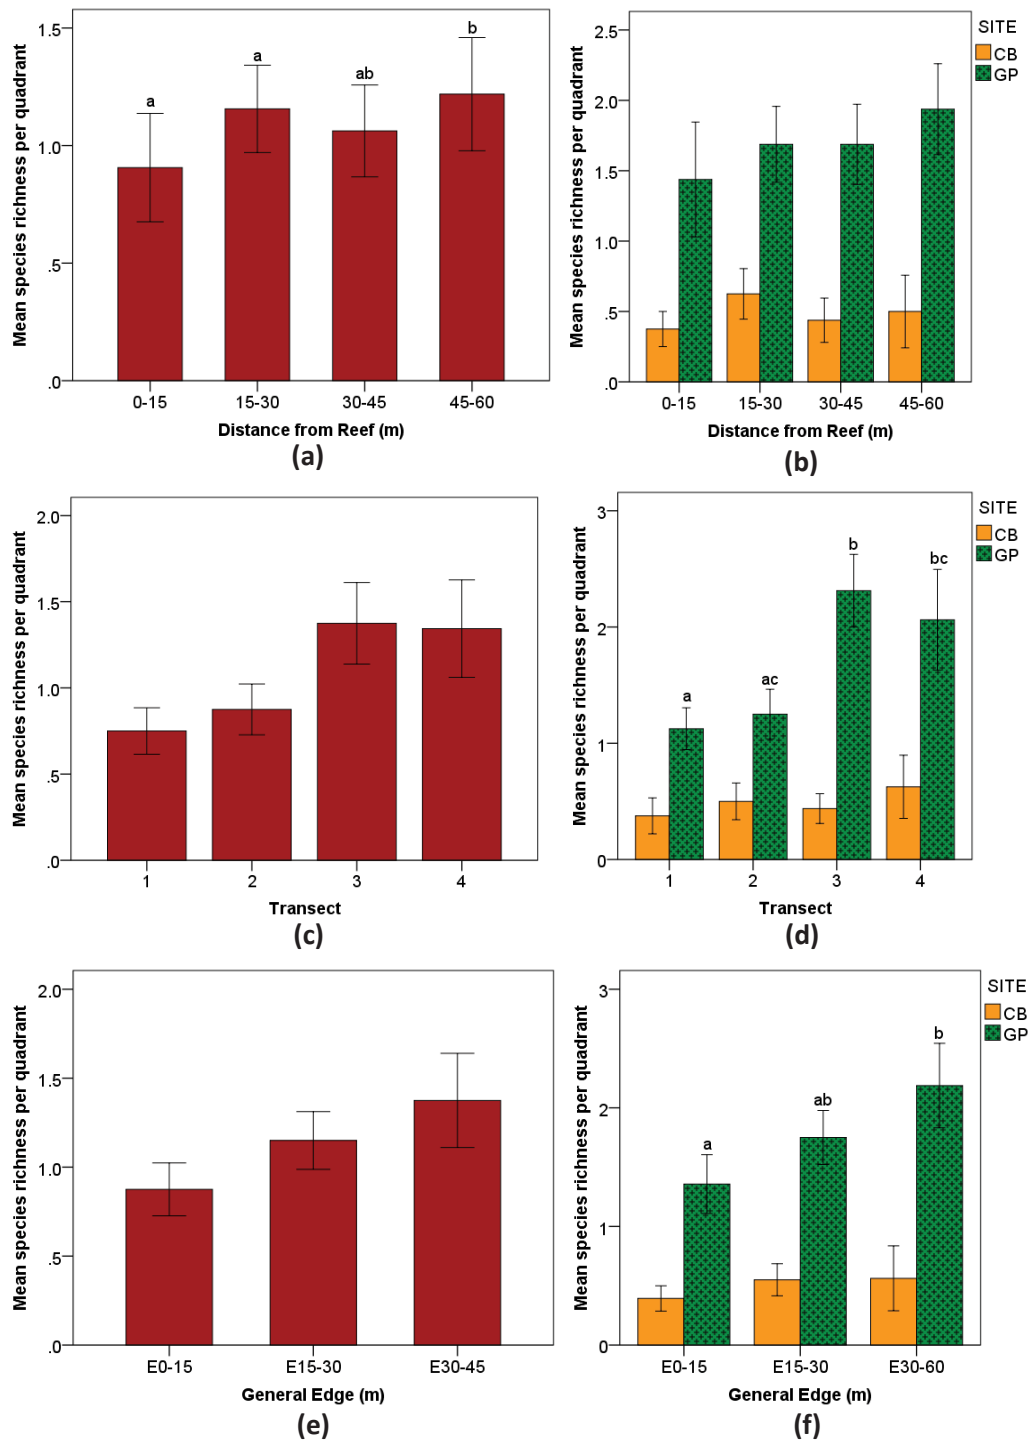 Mean species richness per quadrant
1.5
1.0
.5
.0
a
a
ab
b
0-15
15-30
30-45
45-60
Distance from Reef (m)
(a)
Mean species richness per quadrant
2.5
2.0
1.5
1.0
.5
.0
SITE
CB
GP
0-15
15-30
30-45
45-60
Distance from Reef (m)
(b)
Mean species richness per quadrant
2.0
1.5
1.0
.5
.0
1
2
3
4
Transect
(c)
Mean species richness per quadrant
3
2
1
0
a
ac
b
bc
SITE
CB
GP
1
2
3
4
Transect
(d)
Mean species richness per quadrant
2.0
1.5
1.0
.5
.0
E0-15
E15-30
E30-45
General Edge (m)
(e)
Mean species richness per quadrant
3
2
1
0
a
ab
b
SITE
CB
GP
E0-15
E15-30
E30-60
General Edge (m)
(f)